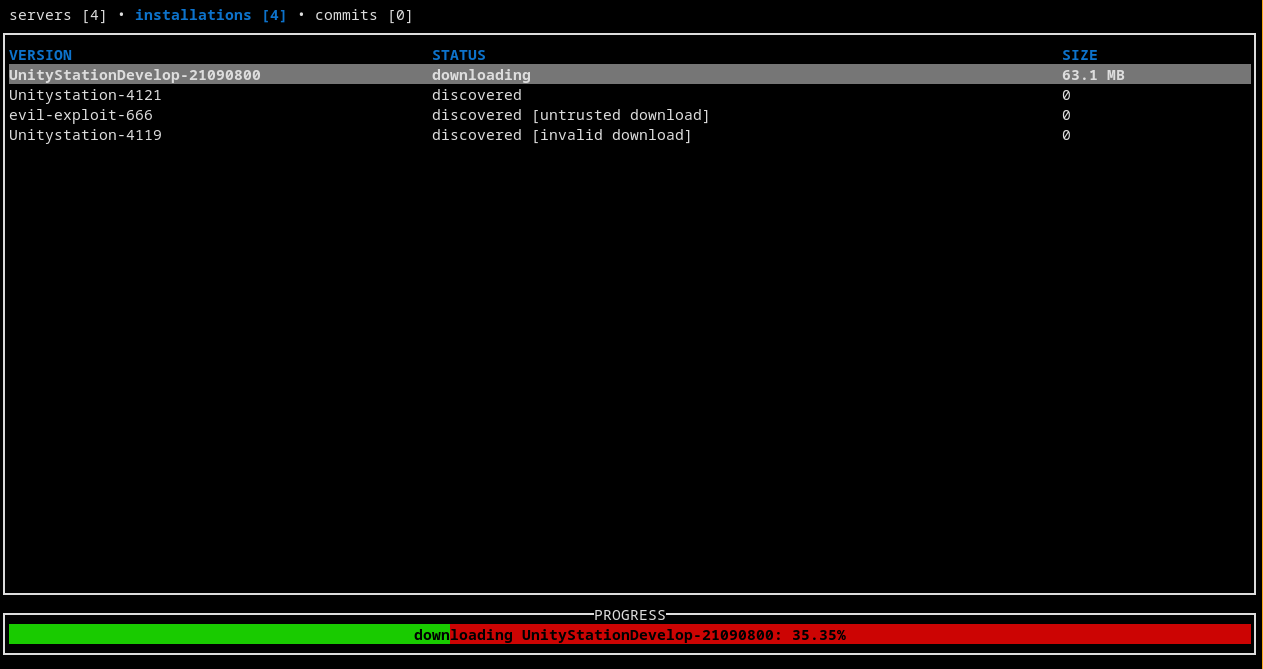 servers [4] • installations [4] • commits [0]
VERSION STATUS SIZE
UnityStationDevelop-21090800 downloading 63.1 MB
Unitystation-4121 discovered 0
evil-exploit-666 discovered [untrusted download] 0
Unitystation-4119 discovered [invalid download] 0
PROGRESS
downloading UnityStationDevelop-21090800: 35.35%